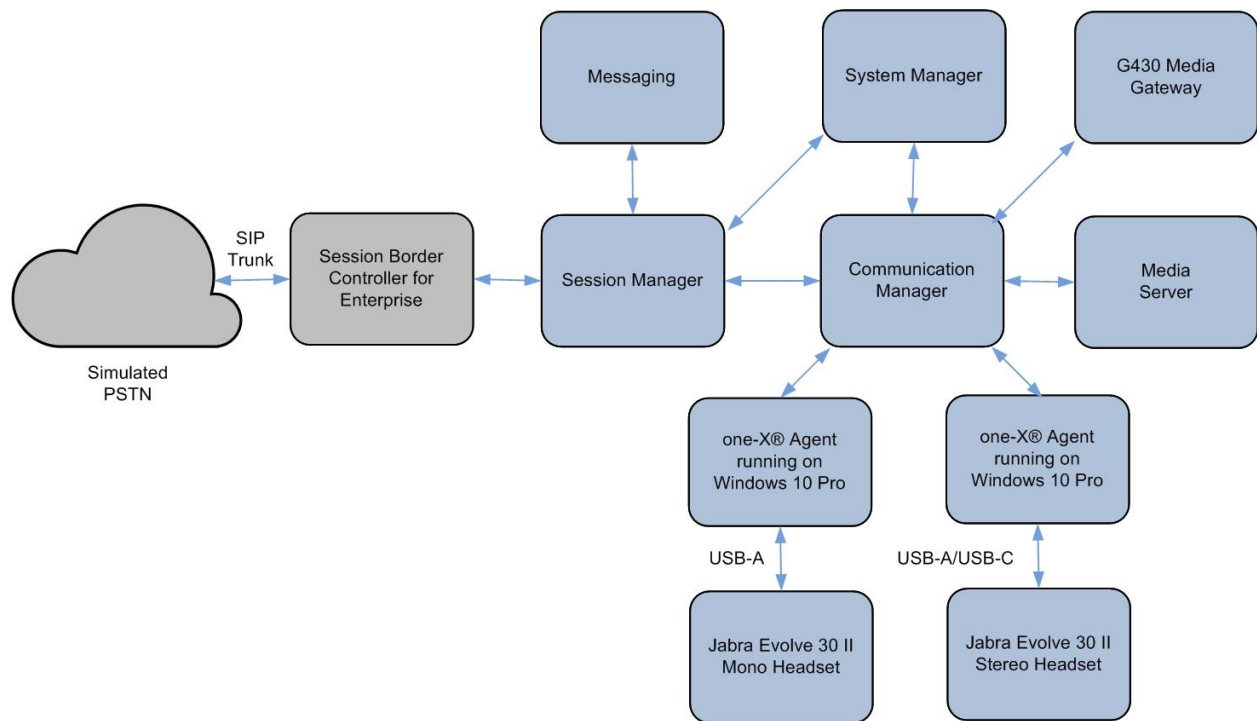 Messaging
System Manager
G430 Media
Gateway
SIP
Trunk
Session Border
Controller for
Enterprise
Session Manager
Communication
Manager
Media
Server
Simulated
PSTN
one-X® Agent
running on
Windows 10 Pro
one-X® Agent
running on
Windows 10 Pro
USB-A
USB-A/USB-C
Jabra Evolve 30 II
Mono Headset
Jabra Evolve 30 II
Stereo Headset